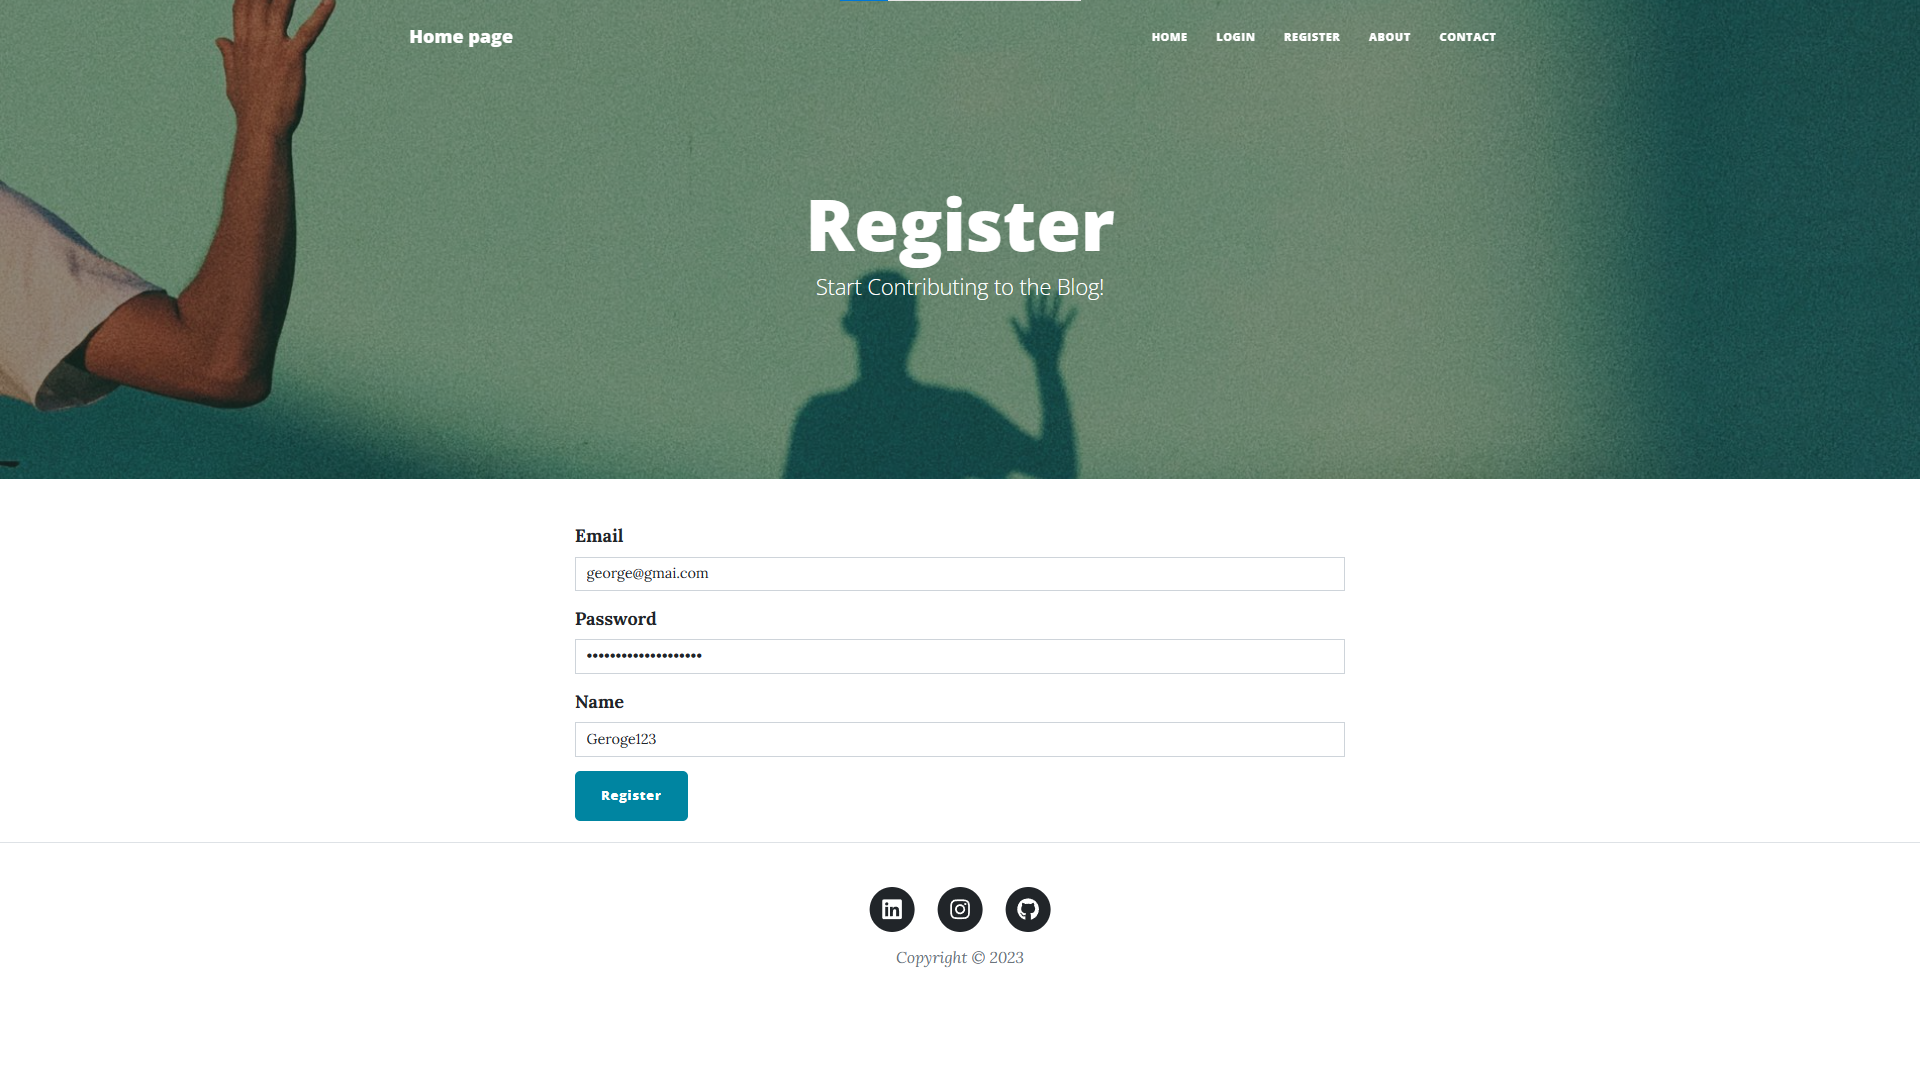 Home page
HOME LOGIN REGISTER ABOUT CONTACT
Register
Start Contributing to the Blog!
Email
george@gmai.com
Password
••••••••••••••••••••
Name
Geroge123
Register
Copyright © 2023